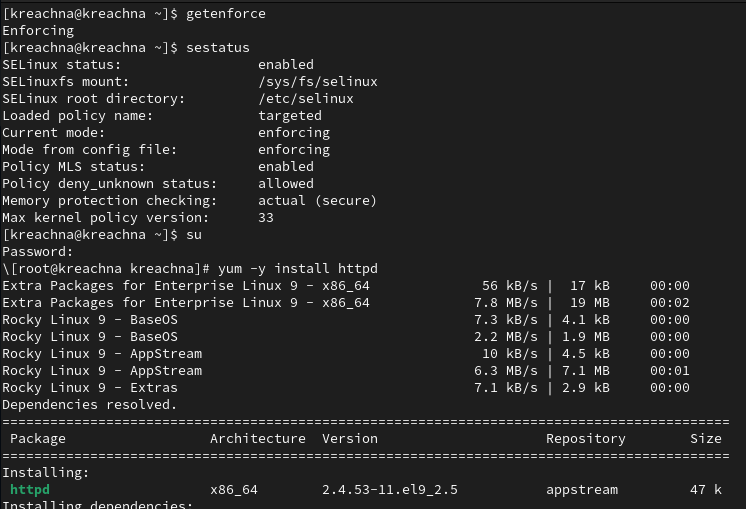 [kreachna@kreachna ~]$ getenforce
Enforcing
[kreachna@kreachna ~]$ sestatus
SELinux status:                 enabled
SELinuxfs mount:                /sys/fs/selinux
SELinux root directory:         /etc/selinux
Loaded policy name:             targeted
Current mode:                   enforcing
Mode from config file:          enforcing
Policy MLS status:              enabled
Policy deny_unknown status:     allowed
Memory protection checking:     actual (secure)
Max kernel policy version:      33
[kreachna@kreachna ~]$ su
Password:
\[root@kreachna kreachna]# yum -y install httpd
Extra Packages for Enterprise Linux 9 - x86_64              56 kB/s |  17 kB     00:00
Extra Packages for Enterprise Linux 9 - x86_64             7.8 MB/s |  19 MB     00:02
Rocky Linux 9 - BaseOS                                     7.3 kB/s | 4.1 kB     00:00
Rocky Linux 9 - BaseOS                                     2.2 MB/s | 1.9 MB     00:00
Rocky Linux 9 - AppStream                                   10 kB/s | 4.5 kB     00:00
Rocky Linux 9 - AppStream                                  6.3 MB/s | 7.1 MB     00:01
Rocky Linux 9 - Extras                                     7.1 kB/s | 2.9 kB     00:00
Dependencies resolved.
===========================================================================================
 Package                  Architecture  Version                     Repository        Size
===========================================================================================
Installing:
 httpd                    x86_64        2.4.53-11.el9_2.5           appstream         47 k
Installing dependencies: